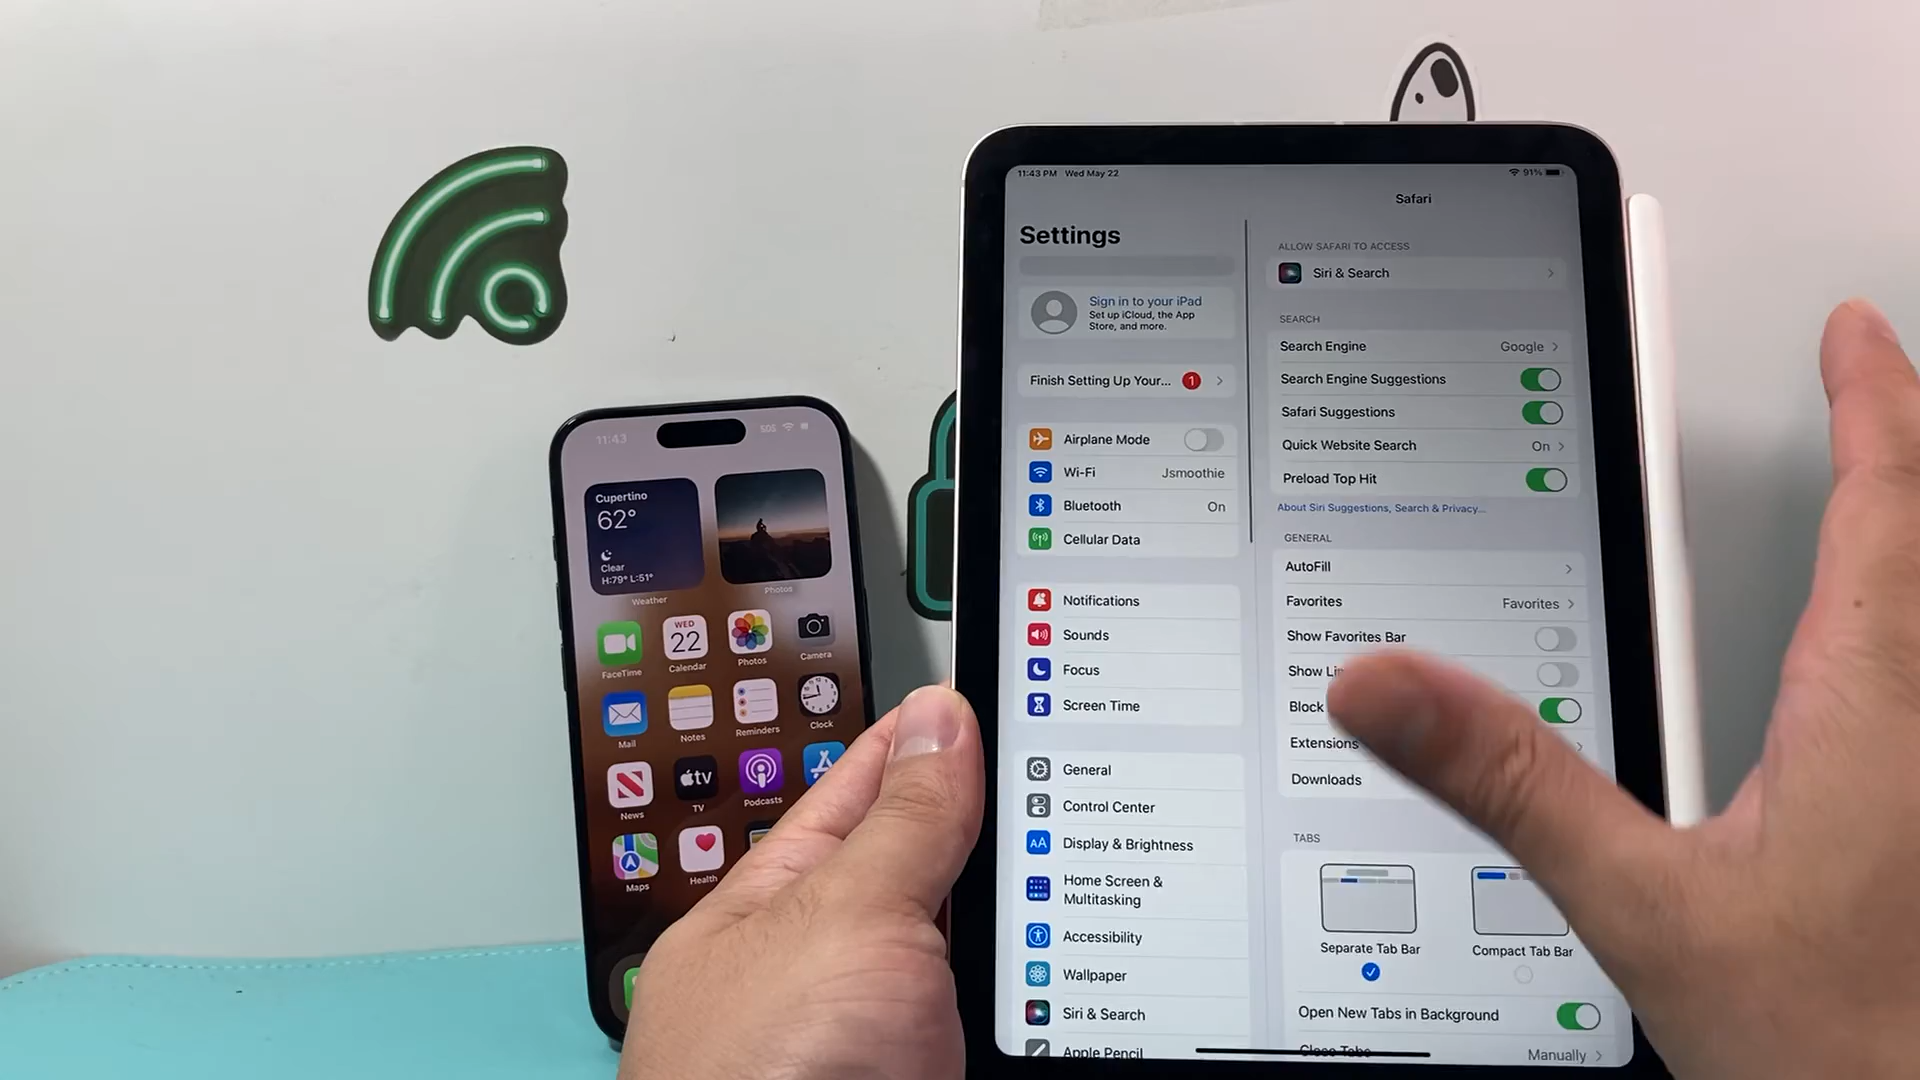 11:43
SOS
Cupertino
62°
Clear
H:79° L:51°
Weather
Photos
FaceTime
WED
22
Calendar
Photos
Camera
Mail
Notes
Reminders
Clock
News
tv
TV
Podcasts
Maps
Health
11:43 PM Wed May 22
91%
Settings
Sign in to your iPad
Set up iCloud, the App
Store, and more.
Finish Setting Up Your... 1
Airplane Mode
Wi-Fi Jsmoothie
Bluetooth On
Cellular Data
Notifications
Sounds
Focus
Screen Time
General
Control Center
AA Display & Brightness
Home Screen &
Multitasking
Accessibility
Wallpaper
Siri & Search
Apple Pencil
Safari
ALLOW SAFARI TO ACCESS
Siri & Search
SEARCH
Search Engine Google
Search Engine Suggestions
Safari Suggestions
Quick Website Search On
Preload Top Hit
About Siri Suggestions, Search & Privacy...
GENERAL
AutoFill
Favorites Favorites
Show Favorites Bar
Show
Block
Extensions
Downloads
TABS
Separate Tab Bar
Compact Tab Bar
Open New Tabs in Background
Close Tabs Manually